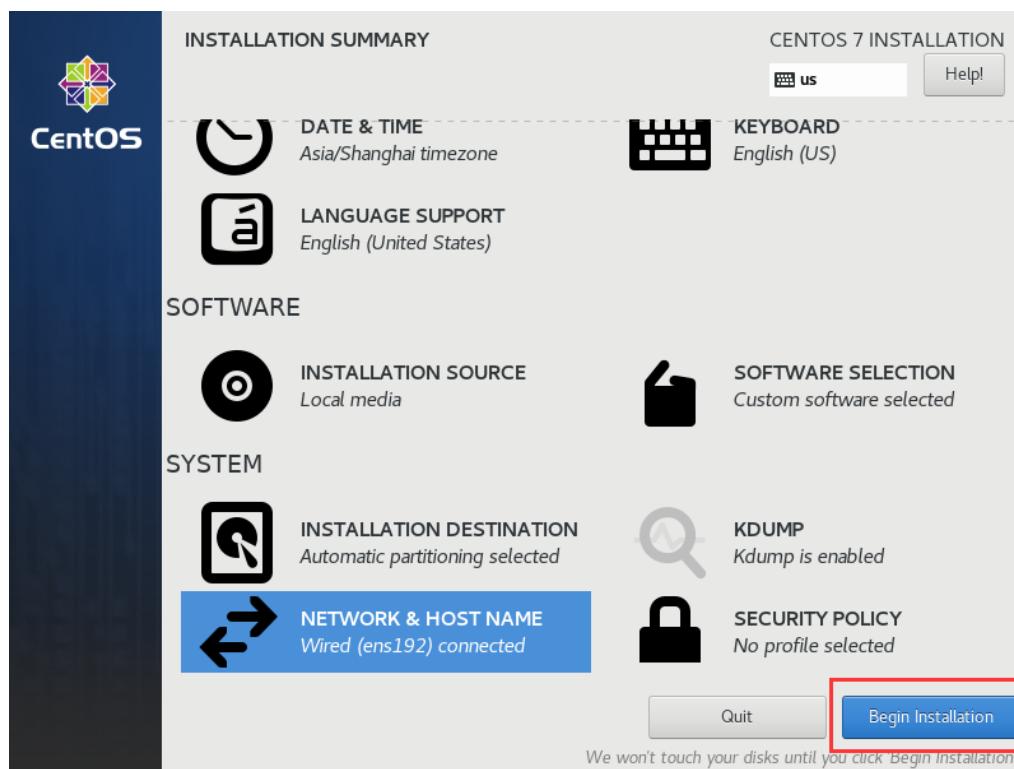 INSTALLATION SUMMARY
CENTOS 7 INSTALLATION
us
Help!
CentOS
DATE & TIME
Asia/Shanghai timezone
KEYBOARD
English (US)
LANGUAGE SUPPORT
English (United States)
SOFTWARE
INSTALLATION SOURCE
Local media
SOFTWARE SELECTION
Custom software selected
SYSTEM
INSTALLATION DESTINATION
Automatic partitioning selected
KDUMP
Kdump is enabled
NETWORK & HOST NAME
Wired (ens192) connected
SECURITY POLICY
No profile selected
Quit
Begin Installation
We won't touch your disks until you click 'Begin Installation